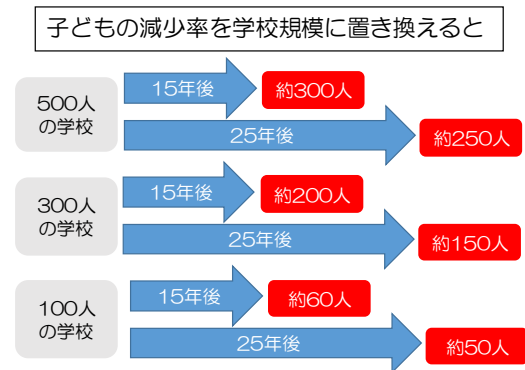 子どもの減少率を学校規模に置き換えると
500人
の学校
15年後
約300人
25年後
約250人
300人
の学校
15年後
約200人
25年後
約150人
100人
の学校
15年後
約60人
25年後
約50人